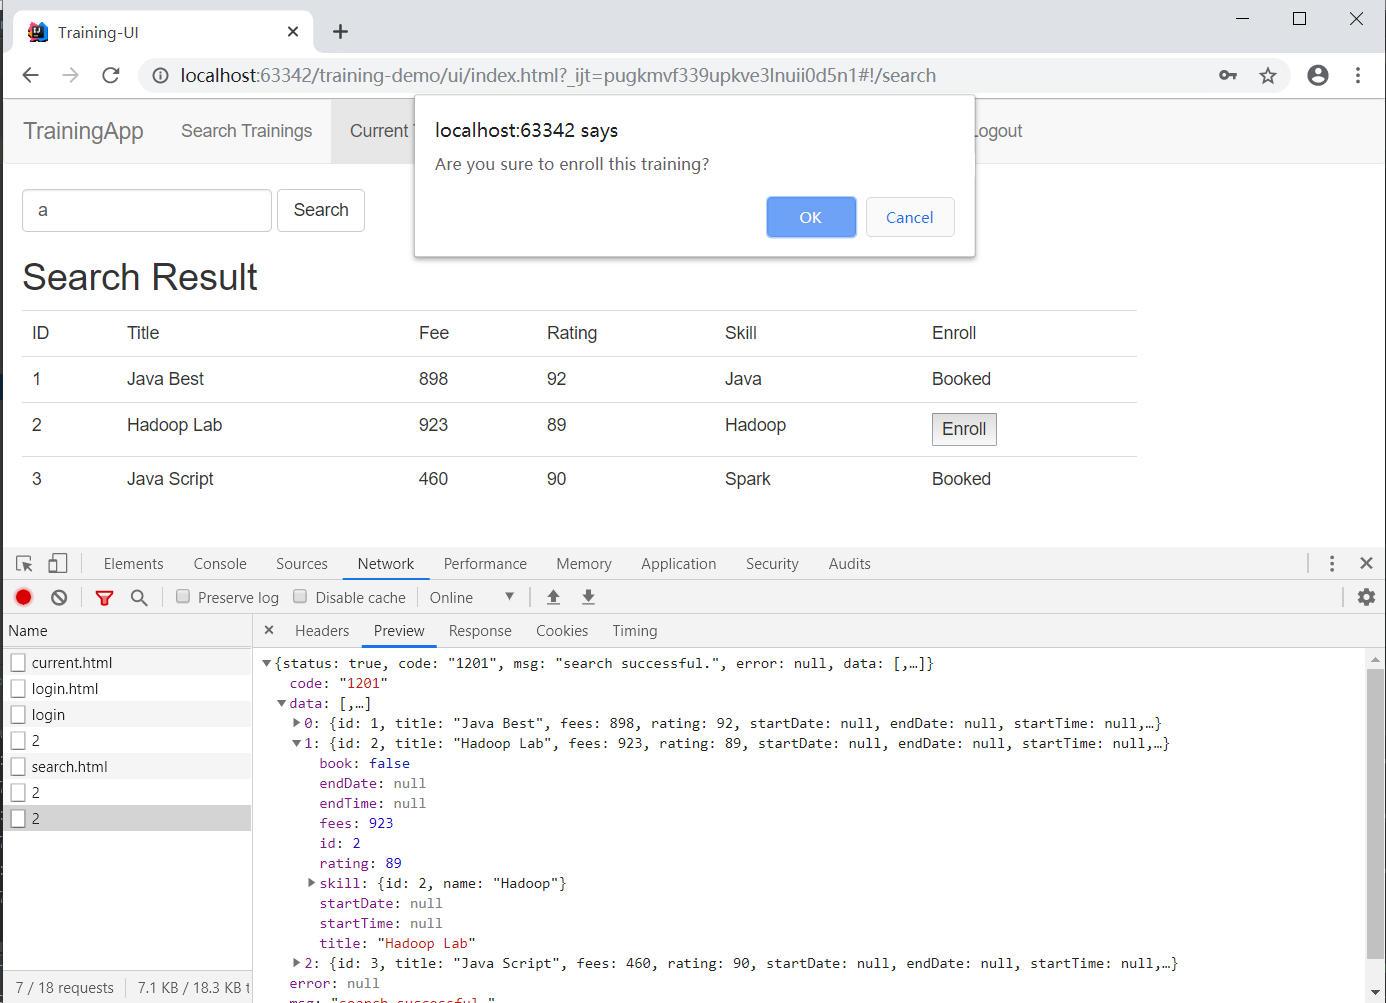 Training-UI
localhost:63342/training-demo/ui/index.html?_ijt=pugkmvf339upkve3lnuii0d5n1#!/search
TrainingApp Search Trainings Current Logout
localhost:63342 says
Are you sure to enroll this training?
OK Cancel
a Search
Search Result
ID Title Fee Rating Skill Enroll
1 Java Best 898 92 Java Booked
2 Hadoop Lab 923 89 Hadoop Enroll
3 Java Script 460 90 Spark Booked
Elements Console Sources Network Performance Memory Application Security Audits
Preserve log Disable cache Online
Name
Headers Preview Response Cookies Timing
current.html
login.html
login
2
search.html
2
2
7 / 18 requests 7.1 KB / 18.3 KB t
{status: true, code: "1201", msg: "search successful.", error: null, data: [,…]}
code: "1201"
data: [,…]
0: {id: 1, title: "Java Best", fees: 898, rating: 92, startDate: null, endDate: null, startTime: null,…}
1: {id: 2, title: "Hadoop Lab", fees: 923, rating: 89, startDate: null, endDate: null, startTime: null,…}
book: false
endDate: null
endTime: null
fees: 923
id: 2
rating: 89
skill: {id: 2, name: "Hadoop"}
startDate: null
startTime: null
title: "Hadoop Lab"
2: {id: 3, title: "Java Script", fees: 460, rating: 90, startDate: null, endDate: null, startTime: null,…}
error: null
msg: "search successful."